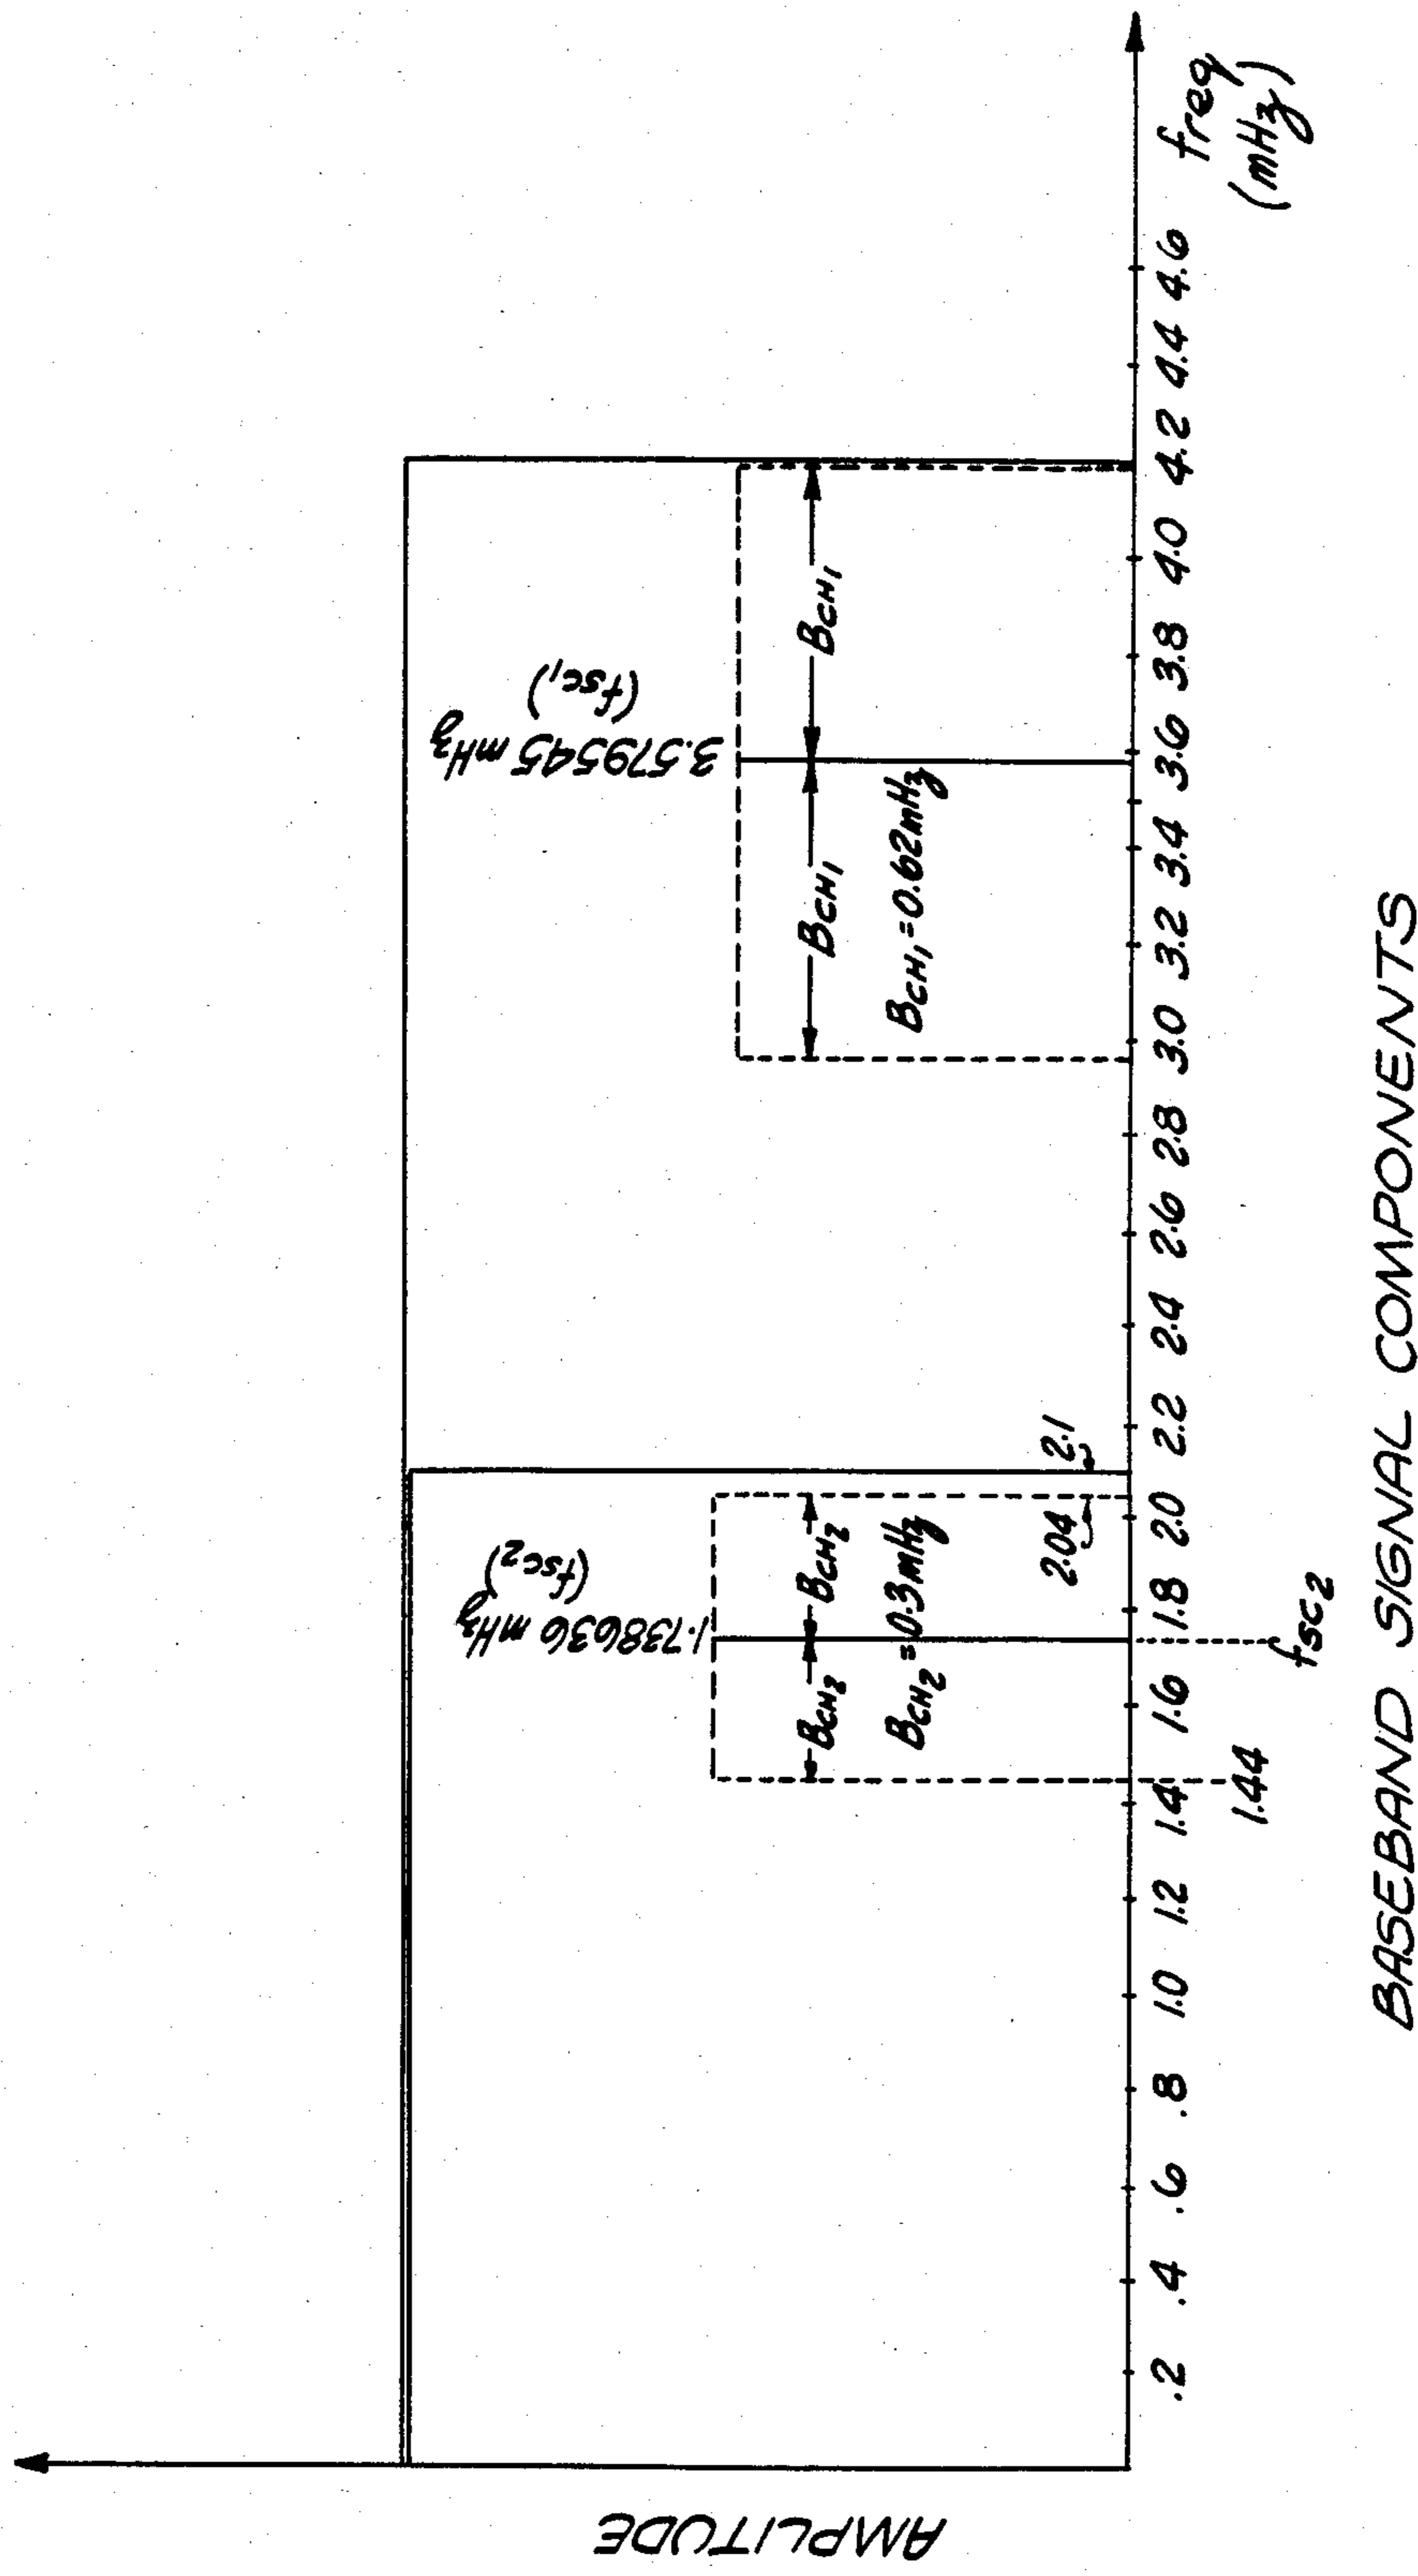 AMPLITUDE
1.738636 mHz
(fsc2)
3.579545 mHz
(fsc1)
BCH2
BCH2
BCH2 = 0.3mHz
BCH1
BCH1
BCH1 = 0.62mHz
2.04
2.1
.2 .4 .6 .8 1.0 1.2 1.4 1.6 1.8 2.0 2.2 2.4 2.6 2.8 3.0 3.2 3.4 3.6 3.8 4.0 4.2 4.4 4.6
freq
(mHz)
1.44
fsc2
BASEBAND SIGNAL COMPONENTS